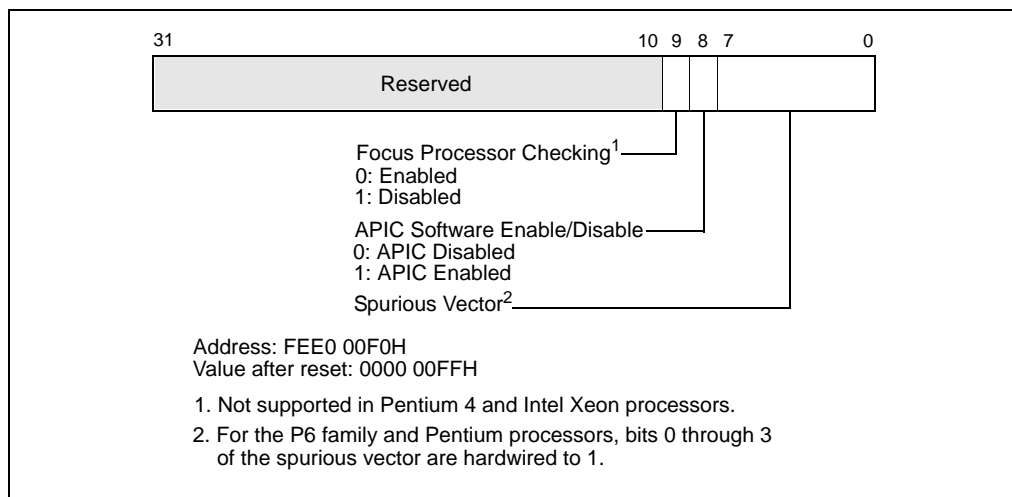 31 10 9 8 7 0
Reserved
Focus Processor Checking1
0: Enabled
1: Disabled
APIC Software Enable/Disable
0: APIC Disabled
1: APIC Enabled
Spurious Vector2
Address: FEE0 00F0H
Value after reset: 0000 00FFH
1. Not supported in Pentium 4 and Intel Xeon processors.
2. For the P6 family and Pentium processors, bits 0 through 3
of the spurious vector are hardwired to 1.